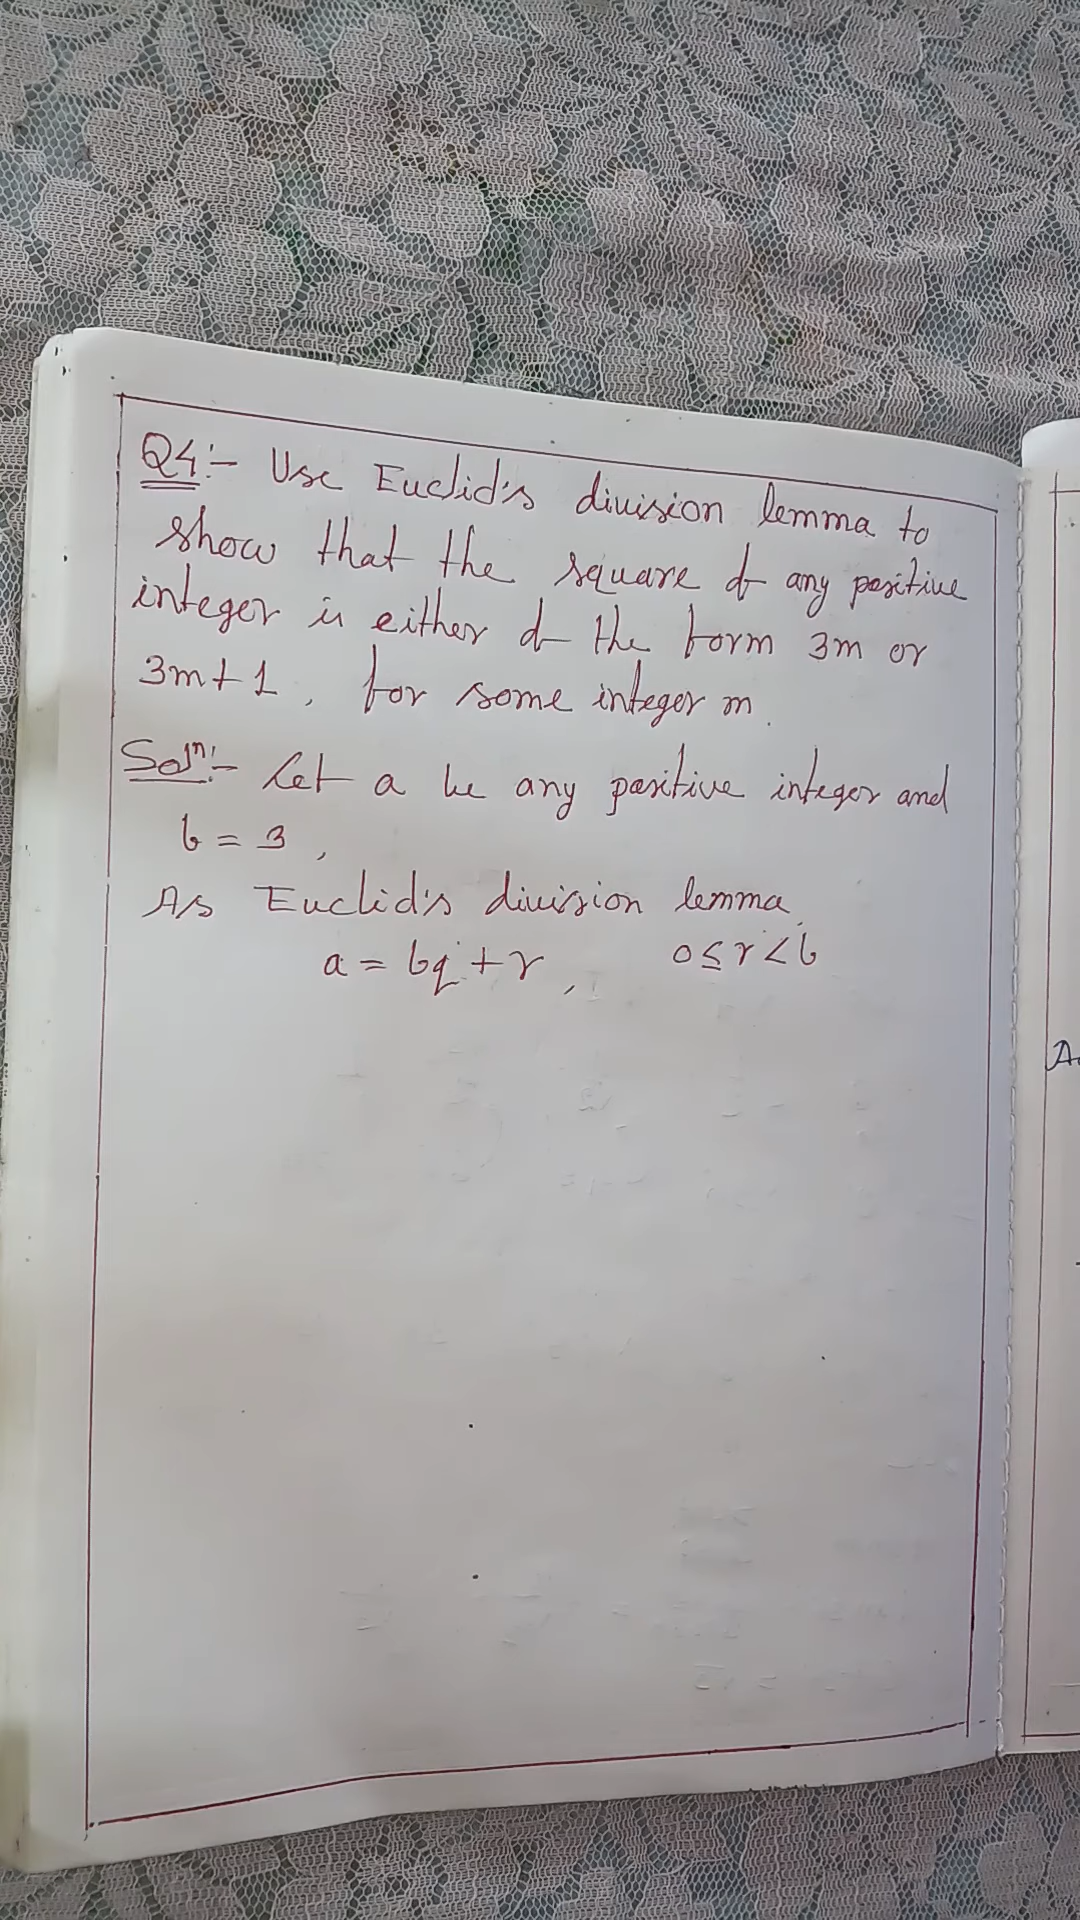 Q4:- Use Euclid's division lemma to
show that the square of any positive
integer is either of the form 3m or
3m+1, for some integer m.
Solⁿ:- Let a be any positive integer and
b = 3,
As Euclid's division lemma,
a = bq + r, 0 ≤ r < b